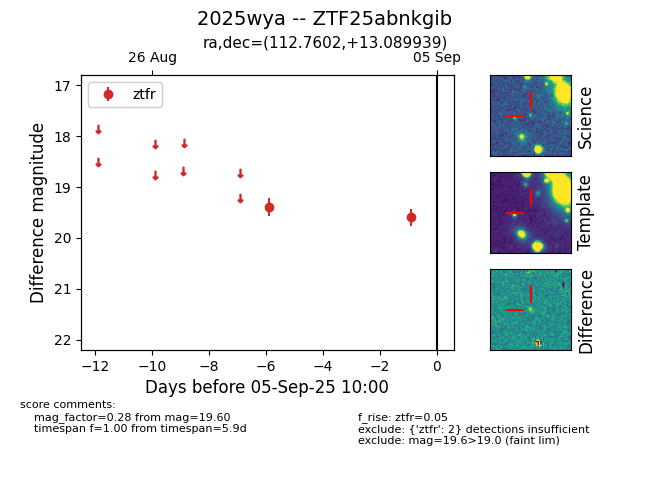 2025wya -- ZTF25abnkgib
ra,dec=(112.7602,+13.089939)
26 Aug
05 Sep
ztfr
17
18
19
20
21
22
Difference magnitude
−12
−10
−8
−6
−4
−2
0
Days before 05-Sep-25 10:00
Science
Template
Difference
score comments:
mag_factor=0.28 from mag=19.60
timespan f=1.00 from timespan=5.9d
f_rise: ztfr=0.05
exclude: {'ztfr': 2} detections insufficient
exclude: mag=19.6>19.0 (faint lim)